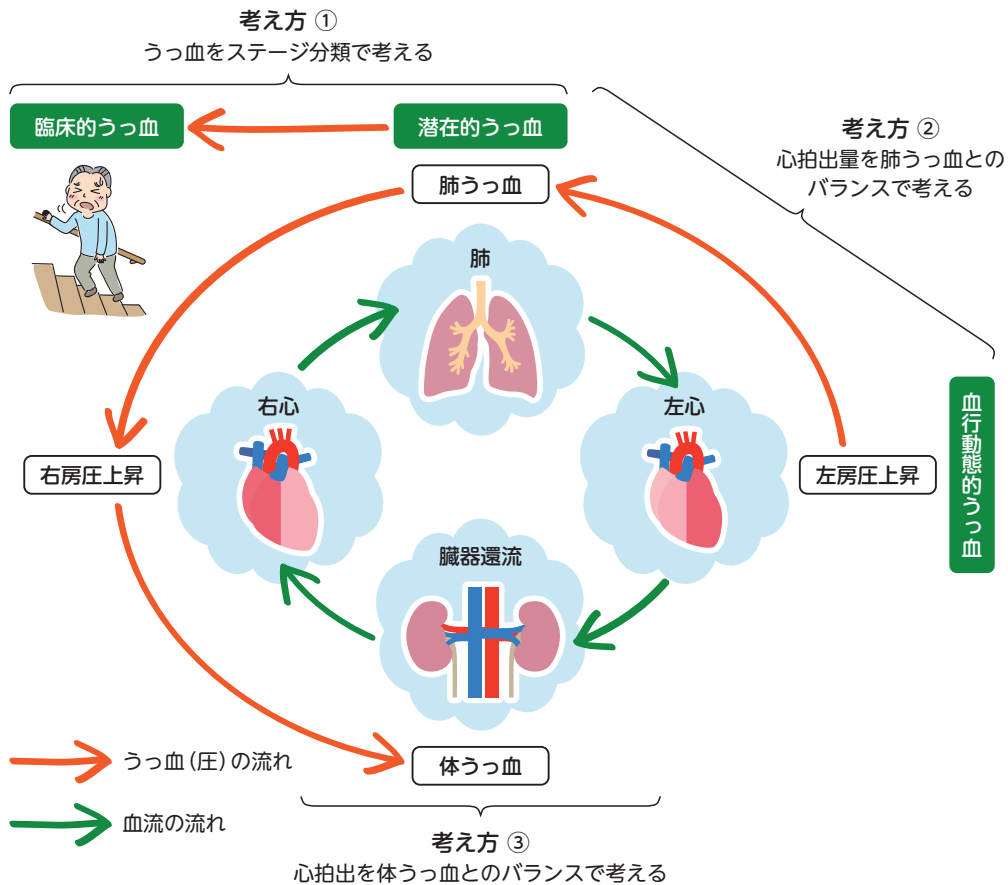 考え方 ①
うっ血をステージ分類で考える
臨床的うっ血
潜在的うっ血
考え方 ②
心拍出量を肺うっ血との
バランスで考える
肺うっ血
肺
右心
左心
右房圧上昇
左房圧上昇
血行動態的うっ血
臓器還流
体うっ血
うっ血(圧)の流れ
血流の流れ
考え方 ③
心拍出を体うっ血とのバランスで考える